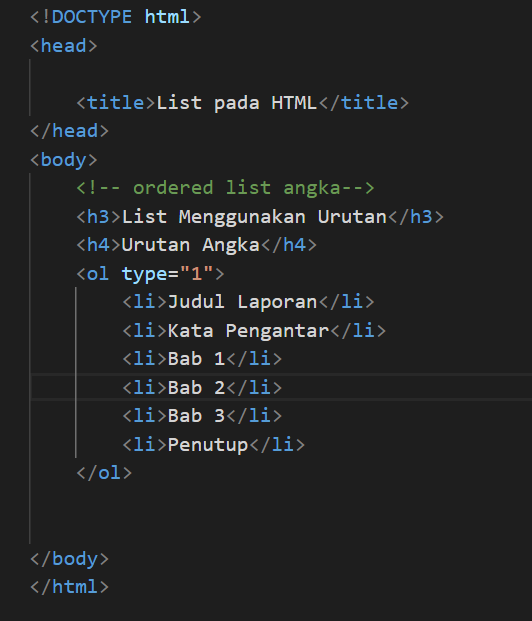 <!DOCTYPE html>
<head>
<title>List pada HTML</title>
</head>
<body>
<!-- ordered list angka-->
<h3>List Menggunakan Urutan</h3>
<h4>Urutan Angka</h4>
<ol type="1">
<li>Judul Laporan</li>
<li>Kata Pengantar</li>
<li>Bab 1</li>
<li>Bab 2</li>
<li>Bab 3</li>
<li>Penutup</li>
</ol>
</body>
</html>